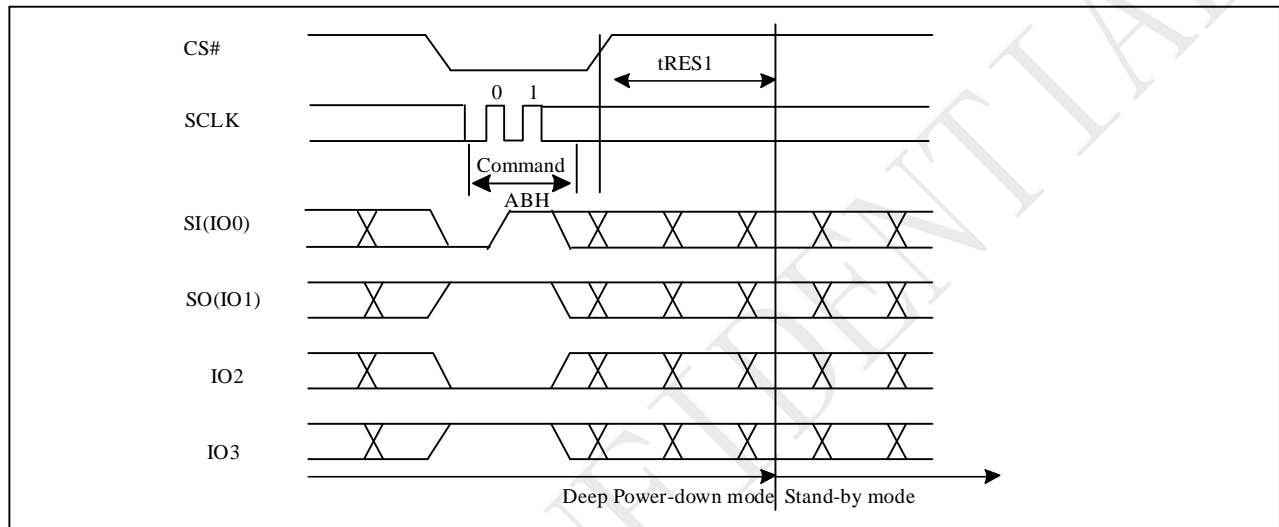 CS#
tRES1
0 1
SCLK
Command
ABH
SI(IO0)
SO(IO1)
IO2
IO3
Deep Power-down mode Stand-by mode